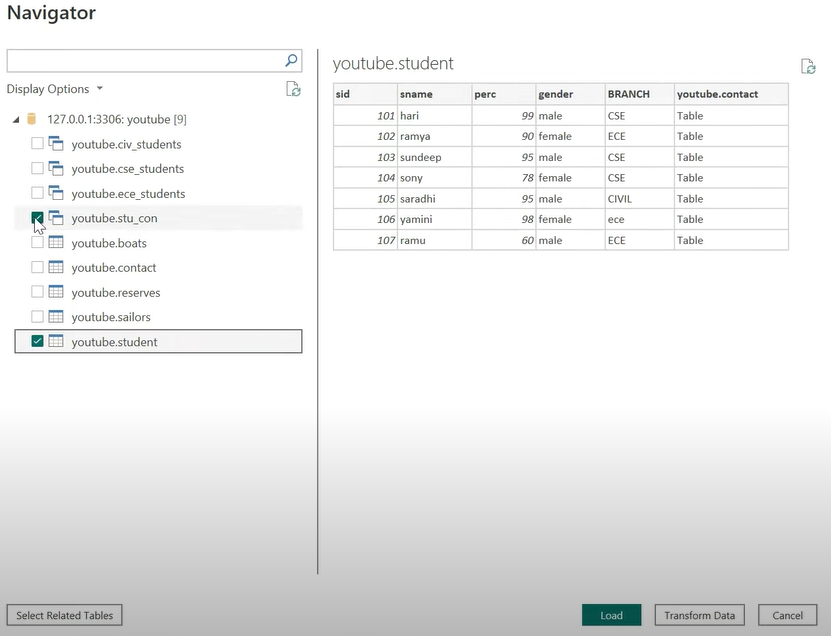 Navigator
Display Options
127.0.0.1:3306: youtube [9]
youtube.civ_students
youtube.cse_students
youtube.ece_students
youtube.stu_con
youtube.boats
youtube.contact
youtube.reserves
youtube.sailors
youtube.student
youtube.student
sid sname perc gender BRANCH youtube.contact
101 hari 99 male CSE Table
102 ramya 90 female ECE Table
103 sundeep 95 male CSE Table
104 sony 78 female CSE Table
105 saradhi 95 male CIVIL Table
106 yamini 98 female ece Table
107 ramu 60 male ECE Table
Select Related Tables Load Transform Data Cancel